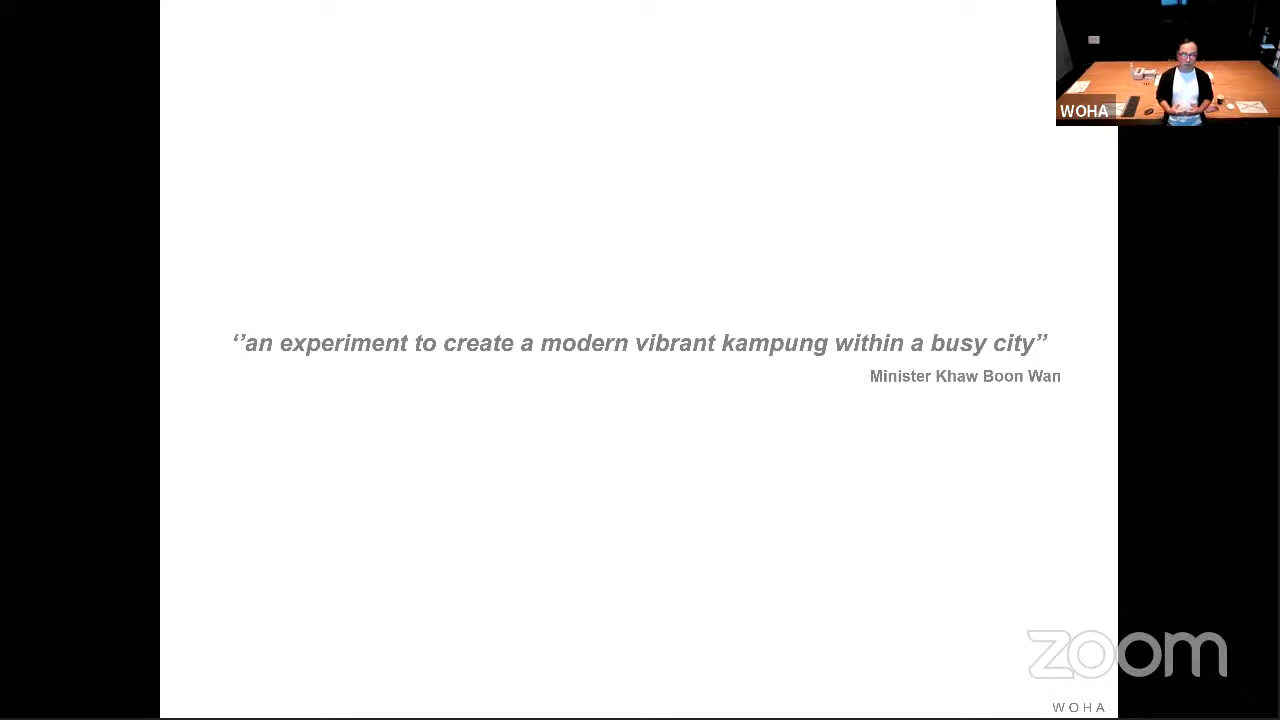 WOHA
‘’an experiment to create a modern vibrant kampung within a busy city’’
Minister Khaw Boon Wan
zoom
WOHA